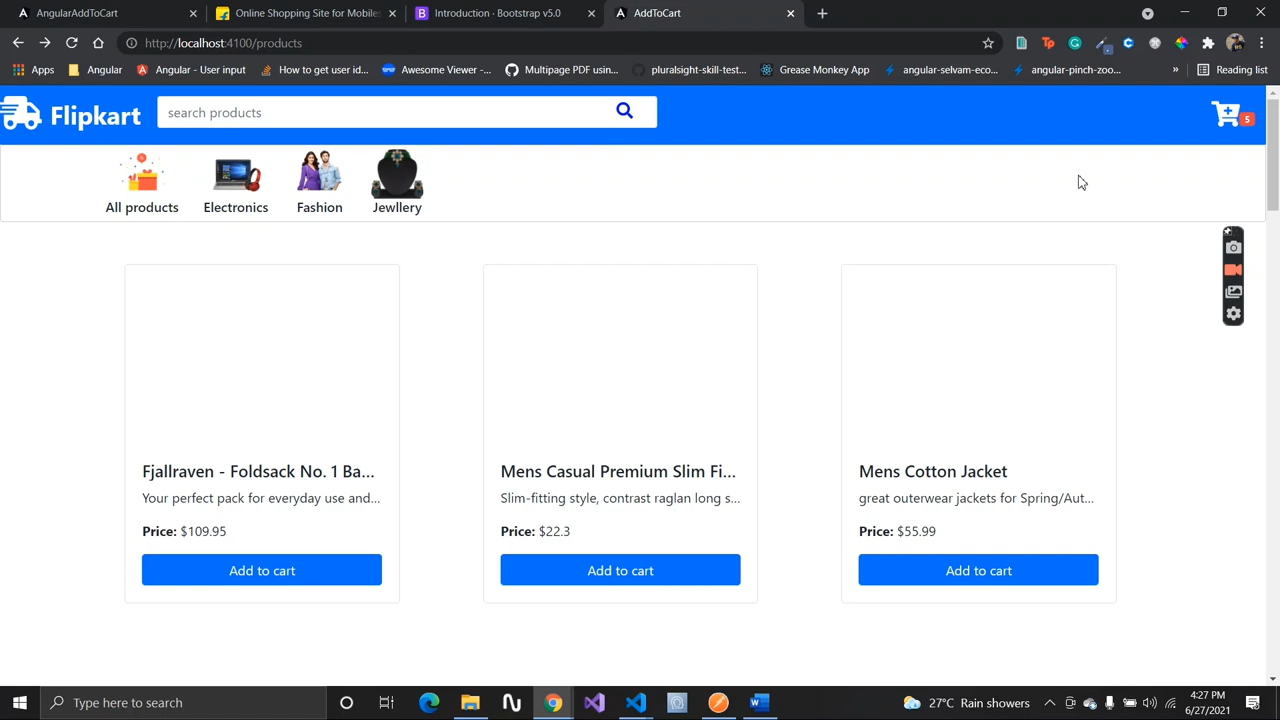 AngularAddToCart
Online Shopping Site for Mobiles
Introduction · Bootstrap v5.0
AddToCart
http://localhost:4100/products
Apps
Angular
Angular - User input
How to get user id...
Awesome Viewer -...
Multipage PDF usin...
pluralsight-skill-test...
Grease Monkey App
angular-selvam-eco...
angular-pinch-zoo...
»
Reading list
Flipkart
search products
5
All products
Electronics
Fashion
Jewllery
Fjallraven - Foldsack No. 1 Ba...
Your perfect pack for everyday use and...
Price: $109.95
Add to cart
Mens Casual Premium Slim Fi...
Slim-fitting style, contrast raglan long s...
Price: $22.3
Add to cart
Mens Cotton Jacket
great outerwear jackets for Spring/Aut...
Price: $55.99
Add to cart
Type here to search
27°C Rain showers
4:27 PM
6/27/2021